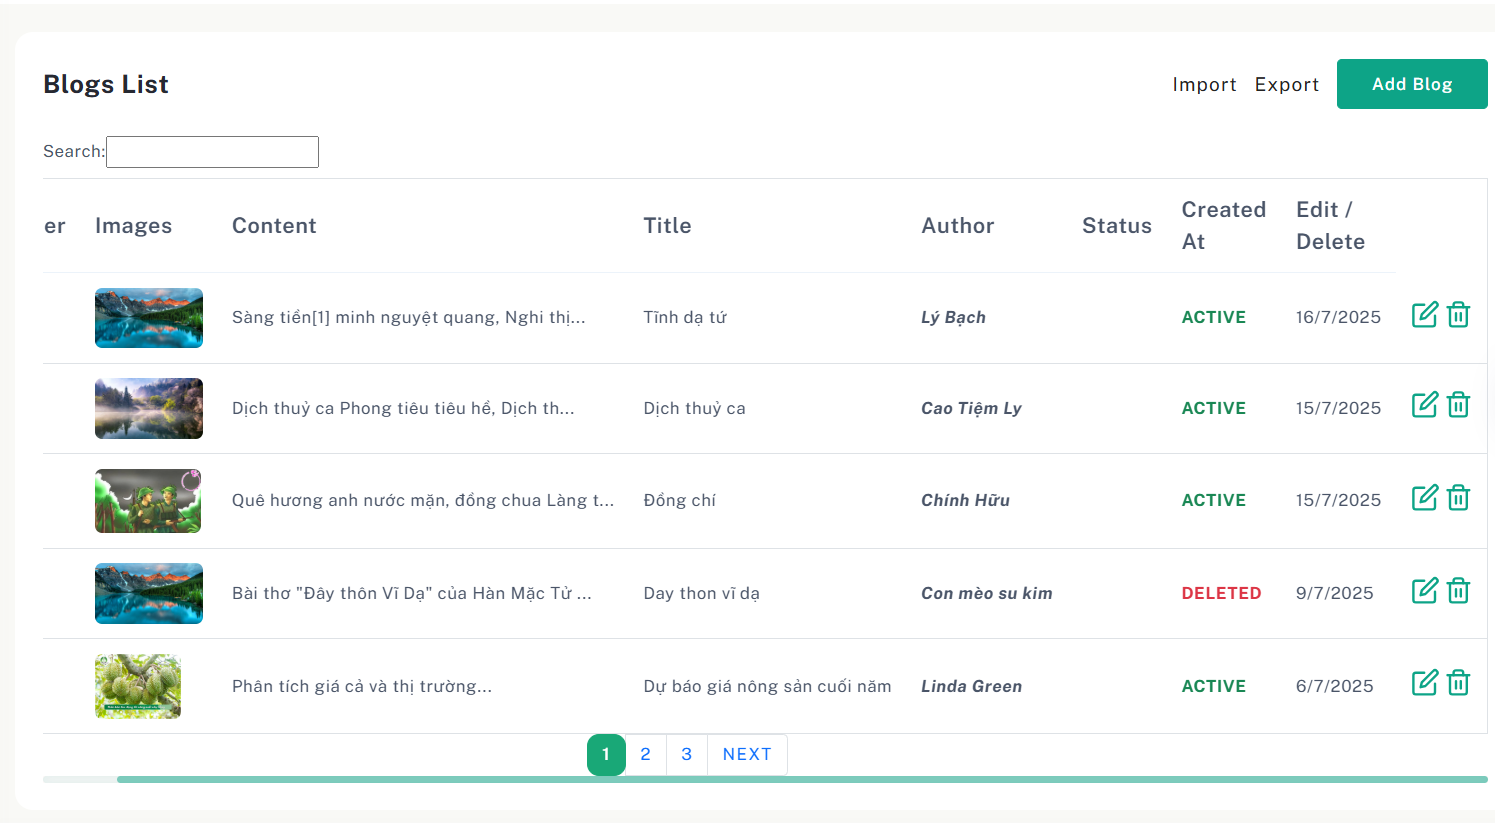 Blogs List
Import Export Add Blog
Search:
er Images Content Title Author Status Created At Edit / Delete
Sàng tiền[1] minh nguyệt quang, Nghi thị... Tĩnh dạ tứ Lý Bạch ACTIVE 16/7/2025
Dịch thuỷ ca Phong tiêu tiêu hề, Dịch th... Dịch thuỷ ca Cao Tiệm Ly ACTIVE 15/7/2025
Quê hương anh nước mặn, đồng chua Làng t... Đồng chí Chính Hữu ACTIVE 15/7/2025
Bài thơ "Đây thôn Vĩ Dạ" của Hàn Mặc Tử ... Day thon vĩ dạ Con mèo su kim DELETED 9/7/2025
Phân tích giá cả và thị trường... Dự báo giá nông sản cuối năm Linda Green ACTIVE 6/7/2025
1 2 3 NEXT